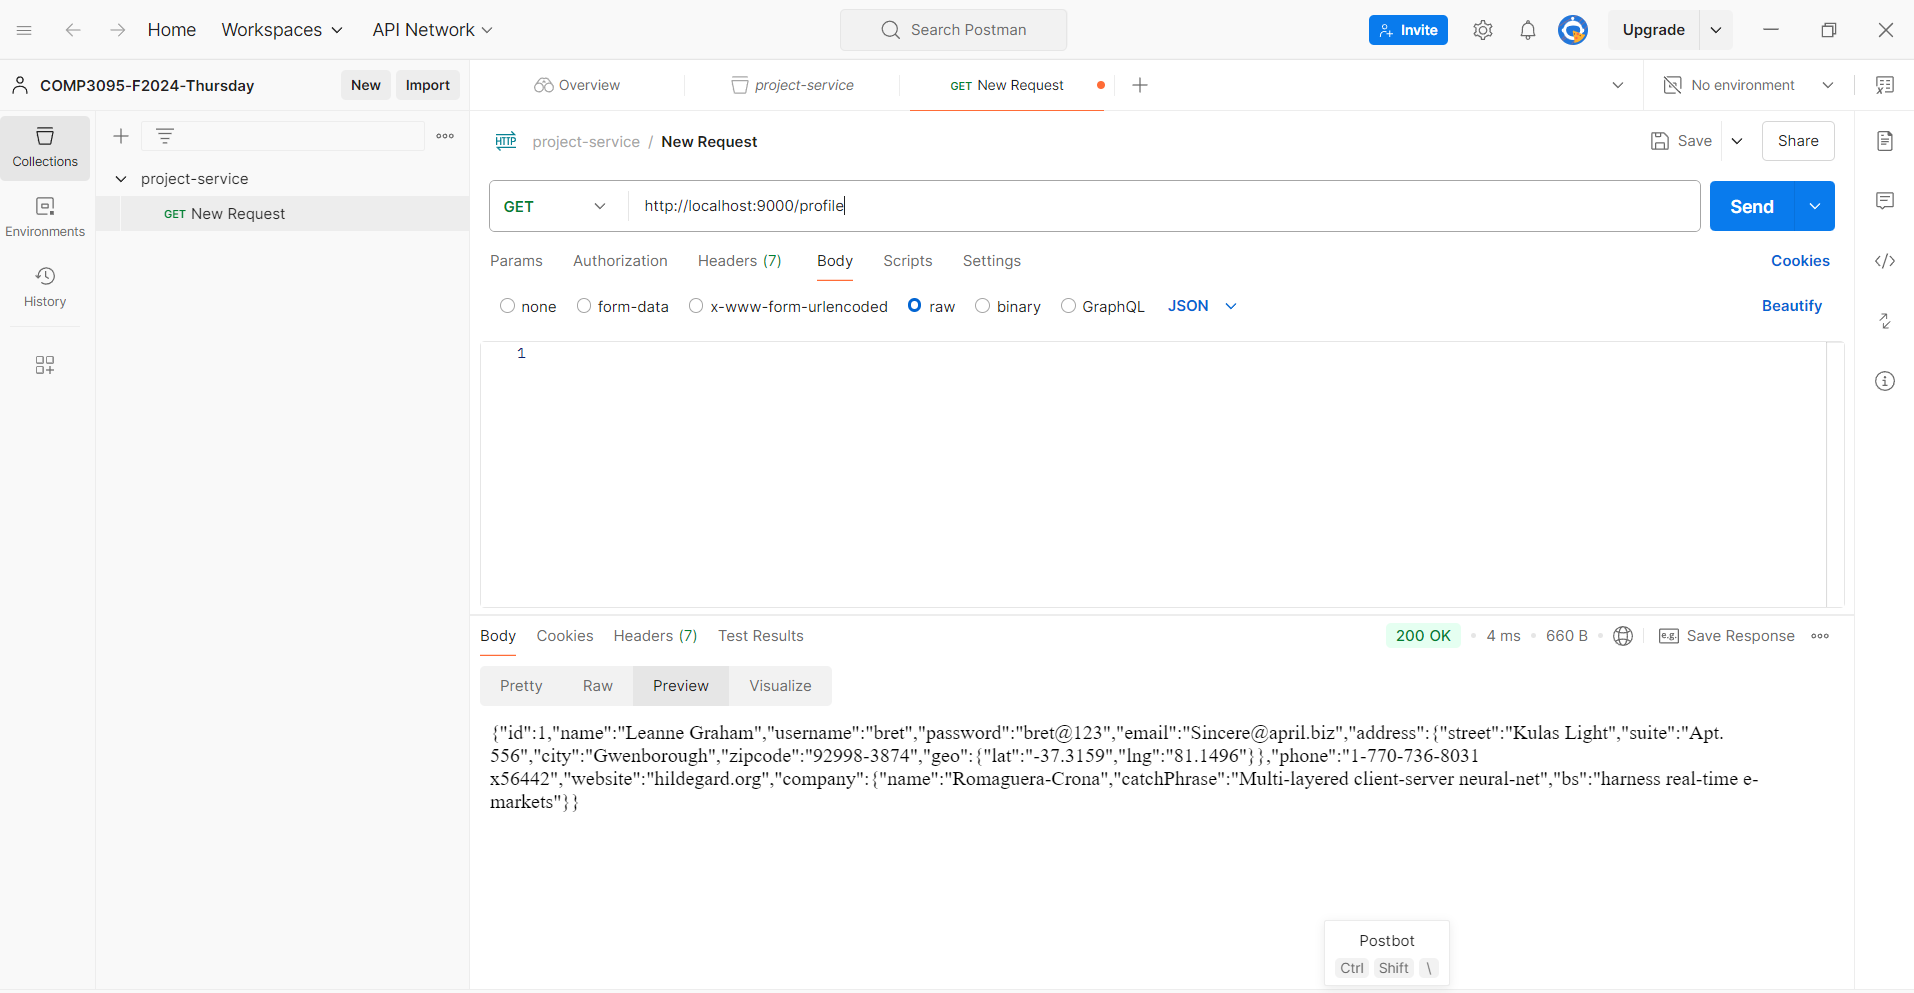 Home Workspaces API Network Search Postman Invite Upgrade
COMP3095-F2024-Thursday New Import Overview project-service GET New Request No environment
Collections
Environments
History
project-service
GET New Request
HTTP project-service / New Request Save Share
GET http://localhost:9000/profile Send
Params Authorization Headers (7) Body Scripts Settings Cookies
none form-data x-www-form-urlencoded raw binary GraphQL JSON Beautify
1
Body Cookies Headers (7) Test Results 200 OK 4 ms 660 B e.g. Save Response
Pretty Raw Preview Visualize
{"id":1,"name":"Leanne Graham","username":"bret","password":"bret@123","email":"Sincere@april.biz","address":{"street":"Kulas Light","suite":"Apt.
556","city":"Gwenborough","zipcode":"92998-3874","geo":{"lat":"-37.3159","lng":"81.1496"}},"phone":"1-770-736-8031
x56442","website":"hildegard.org","company":{"name":"Romaguera-Crona","catchPhrase":"Multi-layered client-server neural-net","bs":"harness real-time e-
markets"}}
Postbot
Ctrl Shift \